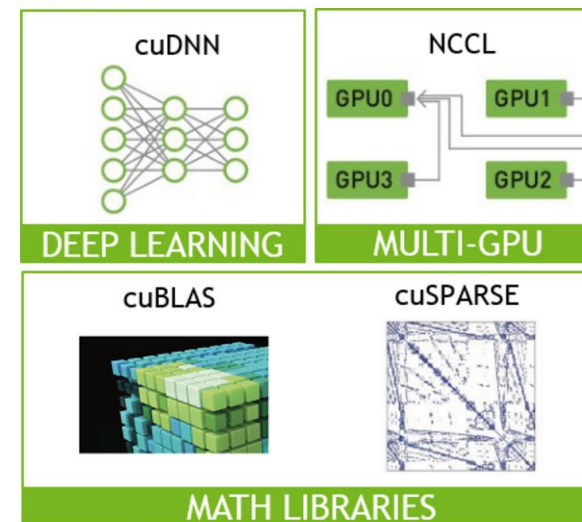 cuDNN
DEEP LEARNING
NCCL
GPU0
GPU1
GPU3
GPU2
MULTI-GPU
cuBLAS
cuSPARSE
MATH LIBRARIES